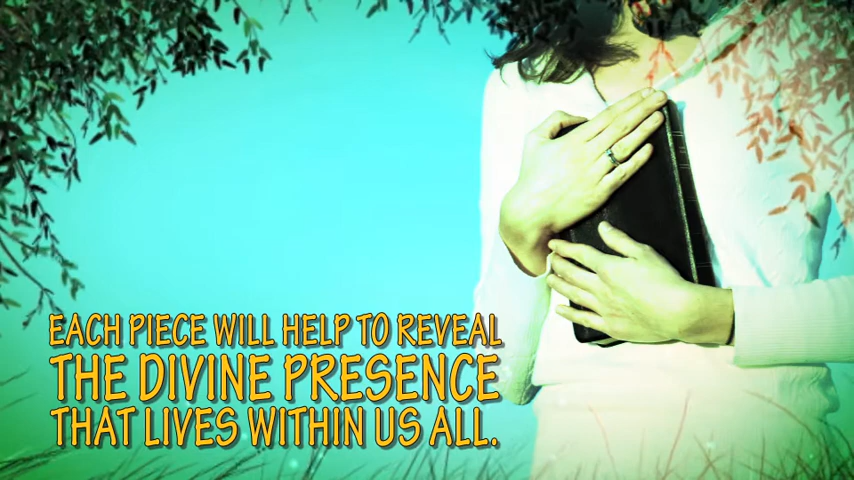 EACH PIECE WILL HELP TO REVEAL
THE DIVINE PRESENCE
THAT LIVES WITHIN US ALL.